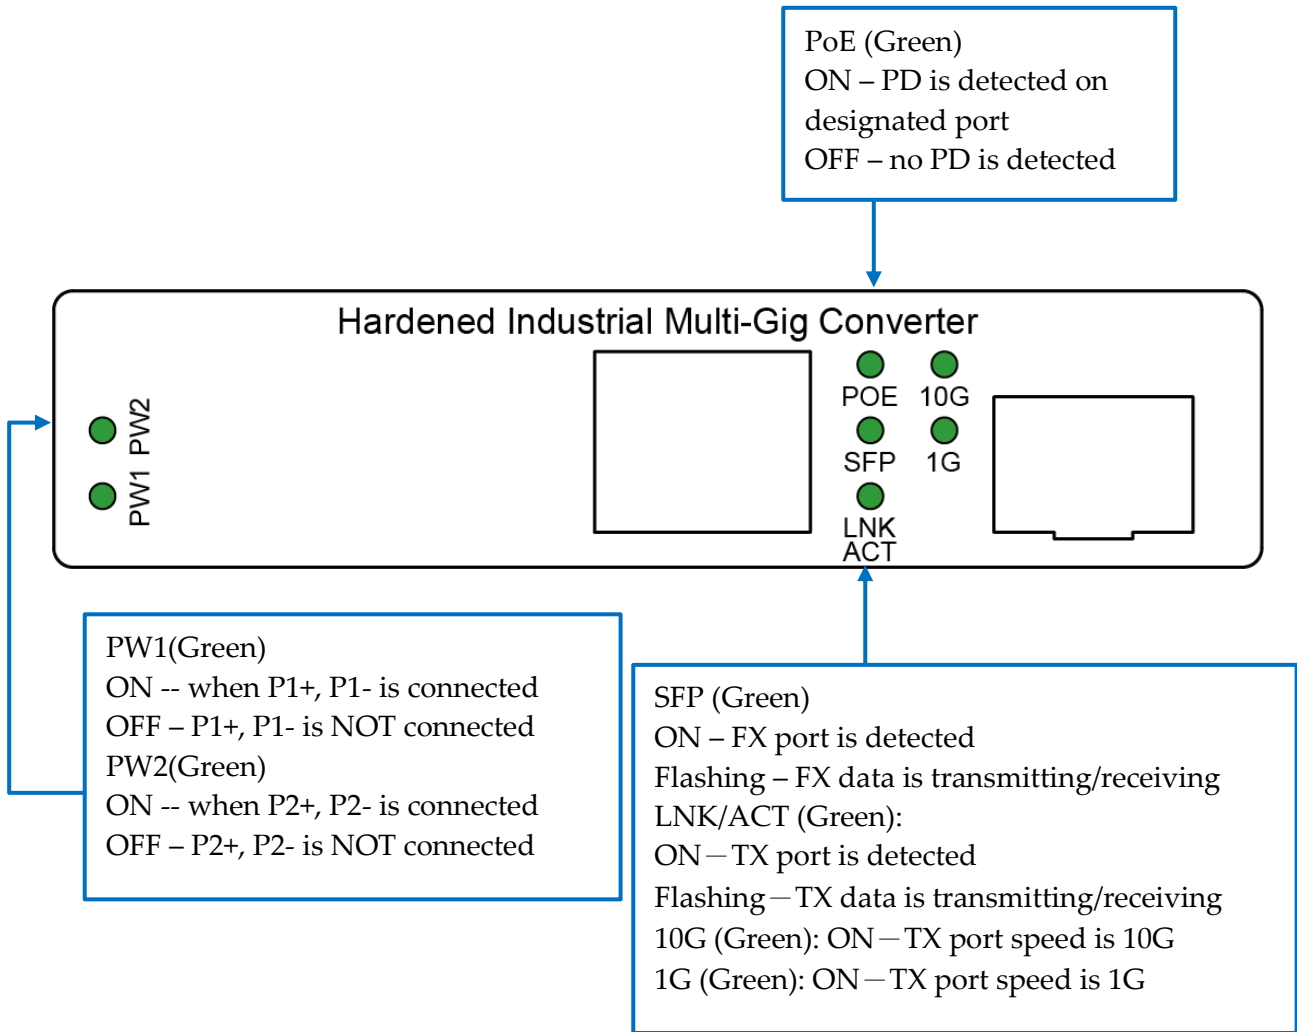 PoE (Green)
ON – PD is detected on
designated port
OFF – no PD is detected
Hardened Industrial Multi-Gig Converter
PW2
PW1
POE 10G
SFP 1G
LNK
ACT
PW1(Green)
ON -- when P1+, P1- is connected
OFF – P1+, P1- is NOT connected
PW2(Green)
ON -- when P2+, P2- is connected
OFF – P2+, P2- is NOT connected
SFP (Green)
ON – FX port is detected
Flashing – FX data is transmitting/receiving
LNK/ACT (Green):
ON—TX port is detected
Flashing—TX data is transmitting/receiving
10G (Green): ON—TX port speed is 10G
1G (Green): ON—TX port speed is 1G